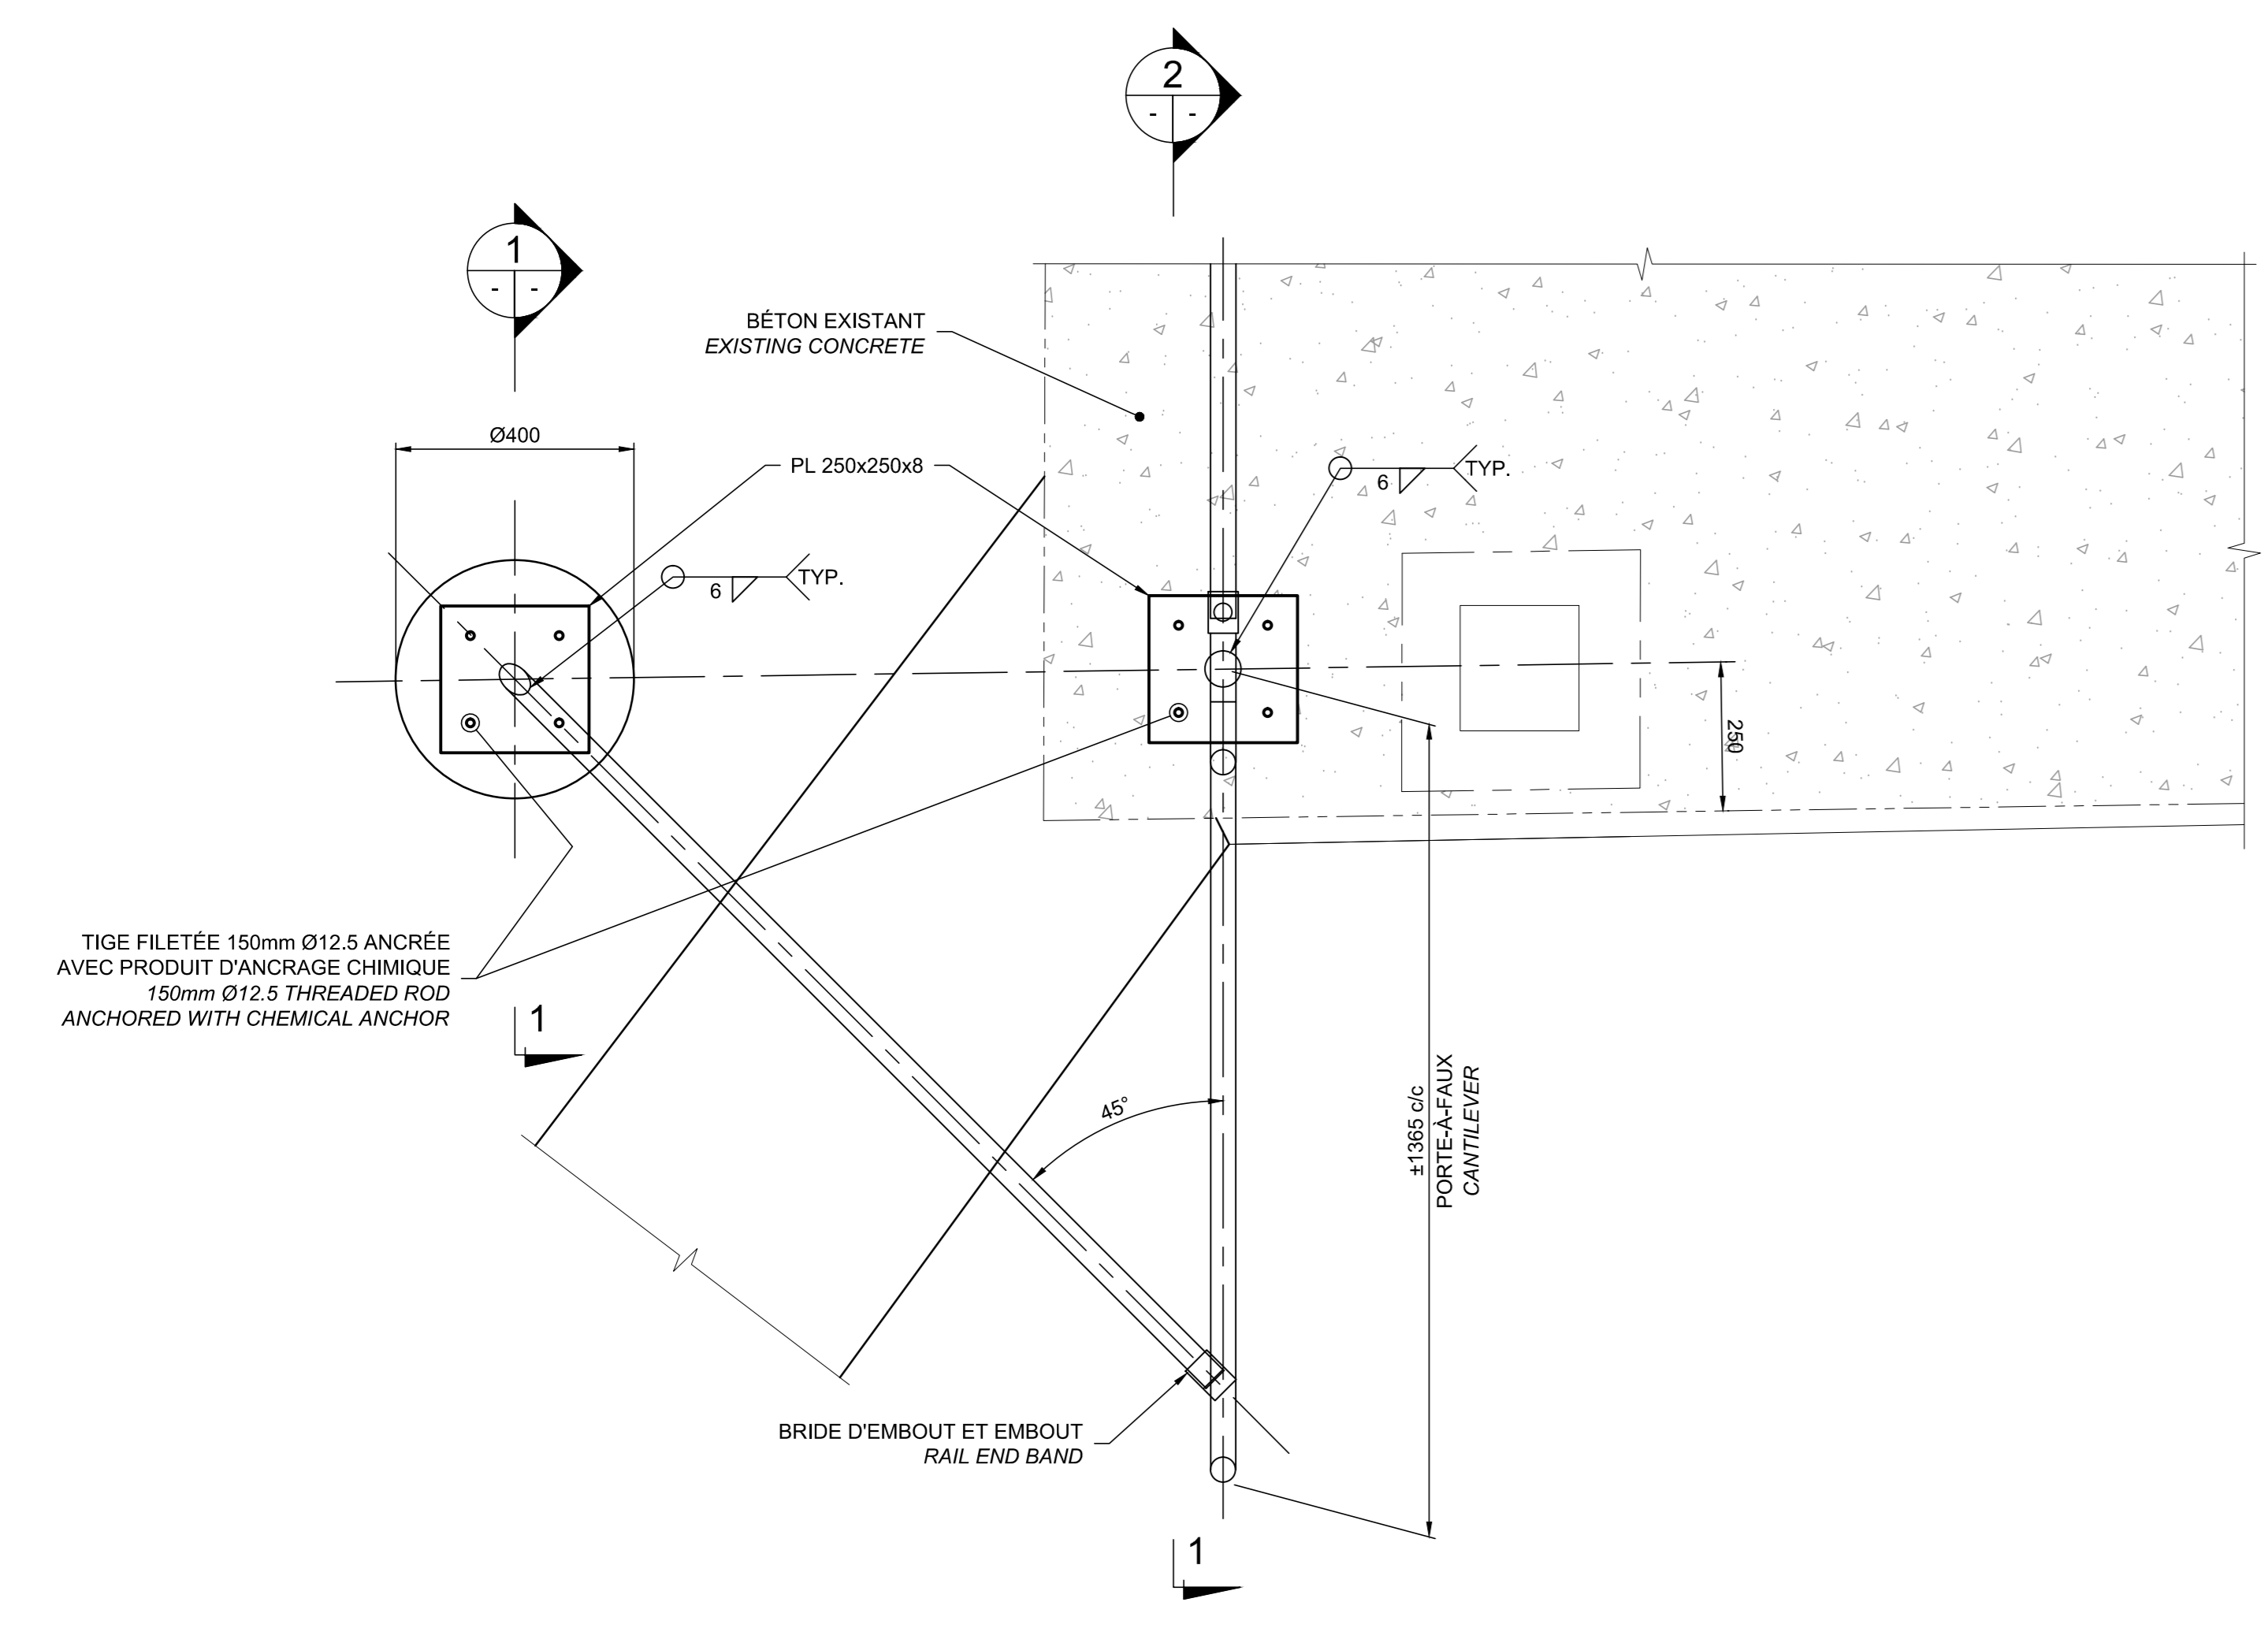 2
- -
1
- -
BÉTON EXISTANT
EXISTING CONCRETE
Ø400
PL 250x250x8
6
TYP.
6
TYP.
250
TIGE FILETÉE 150mm Ø12.5 ANCRÉE
AVEC PRODUIT D'ANCRAGE CHIMIQUE
150mm Ø12.5 THREADED ROD
ANCHORED WITH CHEMICAL ANCHOR
1
45°
±1365 c/c
PORTE-À-FAUX
CANTILEVER
BRIDE D'EMBOUT ET EMBOUT
RAIL END BAND
1